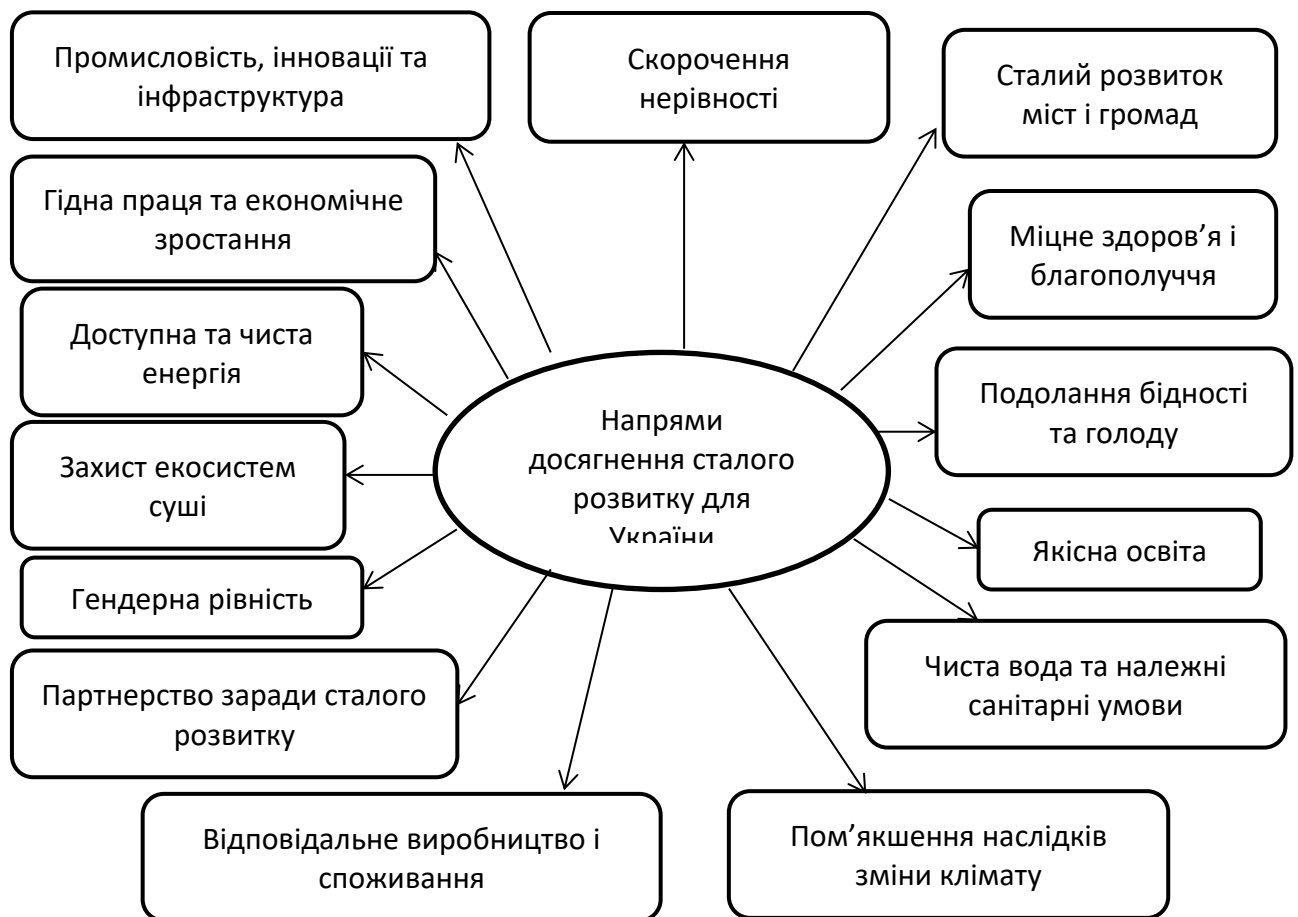 Промисловість, інновації та
інфраструктура
Скорочення
нерівності
Сталий розвиток
міст і громад
Гідна праця та економічне
зростання
Міцне здоров’я і
благополуччя
Доступна та чиста
енергія
Подолання бідності
та голоду
Напрями
досягнення сталого
розвитку для
України
Захист екосистем
суші
Якісна освіта
Гендерна рівність
Чиста вода та належні
санітарні умови
Партнерство заради сталого
розвитку
Відповідальне виробництво і
споживання
Пом’якшення наслідків
зміни клімату